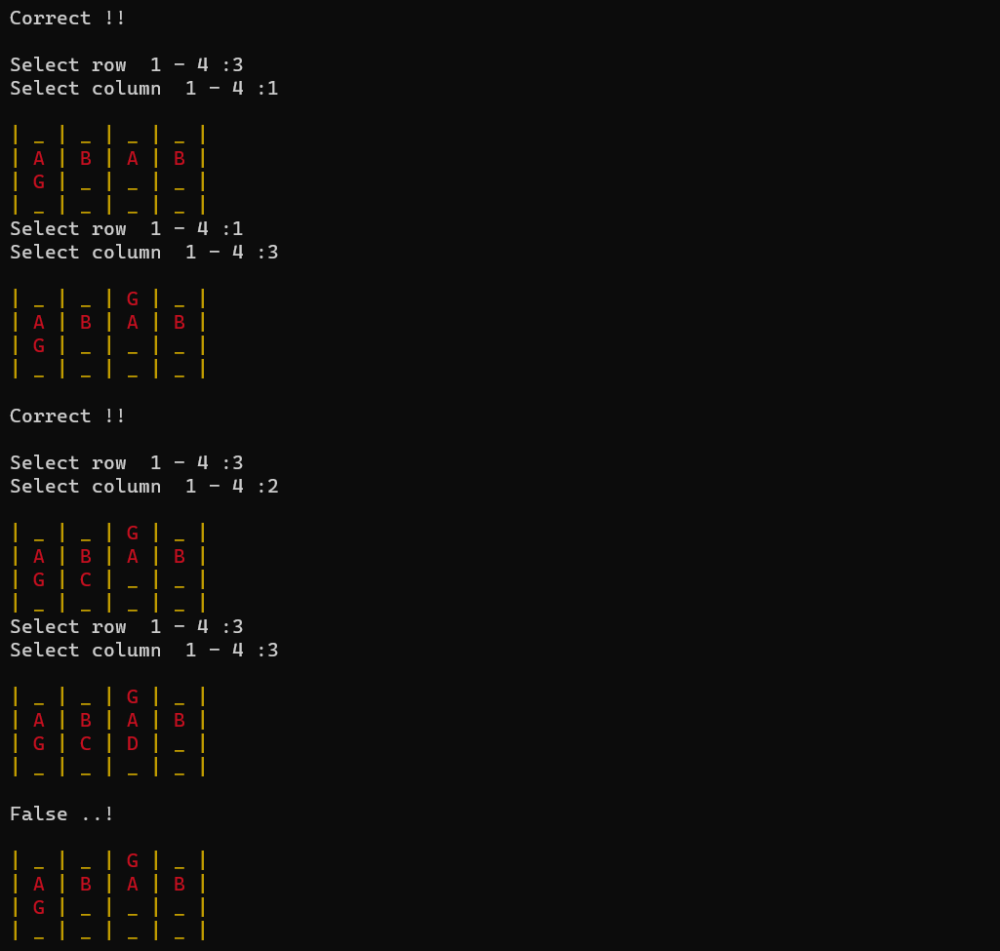 Correct !!
Select row  1 - 4 :3
Select column  1 - 4 :1
| _ | _ | _ | _ |
| A | B | A | B |
| G | _ | _ | _ |
| _ | _ | _ | _ |
Select row  1 - 4 :1
Select column  1 - 4 :3
| _ | _ | G | _ |
| A | B | A | B |
| G | _ | _ | _ |
| _ | _ | _ | _ |
Correct !!
Select row  1 - 4 :3
Select column  1 - 4 :2
| _ | _ | G | _ |
| A | B | A | B |
| G | C | _ | _ |
| _ | _ | _ | _ |
Select row  1 - 4 :3
Select column  1 - 4 :3
| _ | _ | G | _ |
| A | B | A | B |
| G | C | D | _ |
| _ | _ | _ | _ |
False ..!
| _ | _ | G | _ |
| A | B | A | B |
| G | _ | _ | _ |
| _ | _ | _ | _ |